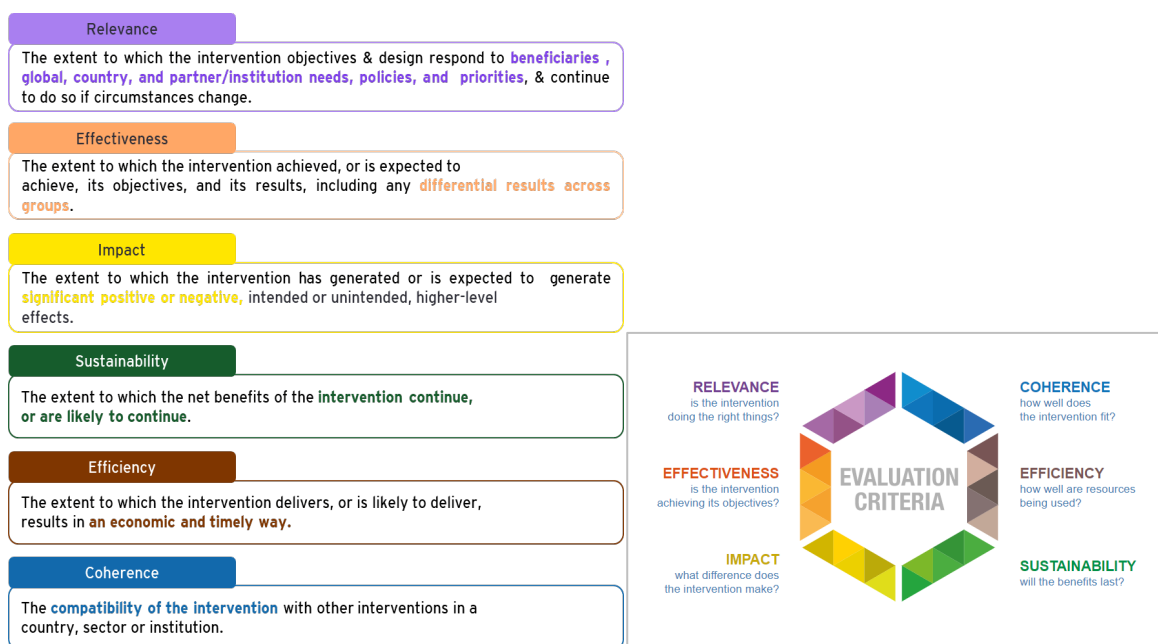 Relevance
The extent to which the intervention objectives & design respond to beneficiaries ,
global, country, and partner/institution needs, policies, and priorities, & continue
to do so if circumstances change.
Effectiveness
The extent to which the intervention achieved, or is expected to
achieve, its objectives, and its results, including any differential results across
groups.
Impact
The extent to which the intervention has generated or is expected to generate
significant positive or negative, intended or unintended, higher-level
effects.
Sustainability
The extent to which the net benefits of the intervention continue,
or are likely to continue.
Efficiency
The extent to which the intervention delivers, or is likely to deliver,
results in an economic and timely way.
Coherence
The compatibility of the intervention with other interventions in a
country, sector or institution.
RELEVANCE
is the intervention
doing the right things?
EFFECTIVENESS
is the intervention
achieving its objectives?
IMPACT
what difference does
the intervention make?
EVALUATION
CRITERIA
COHERENCE
how well does
the intervention fit?
EFFICIENCY
how well are resources
being used?
SUSTAINABILITY
will the benefits last?